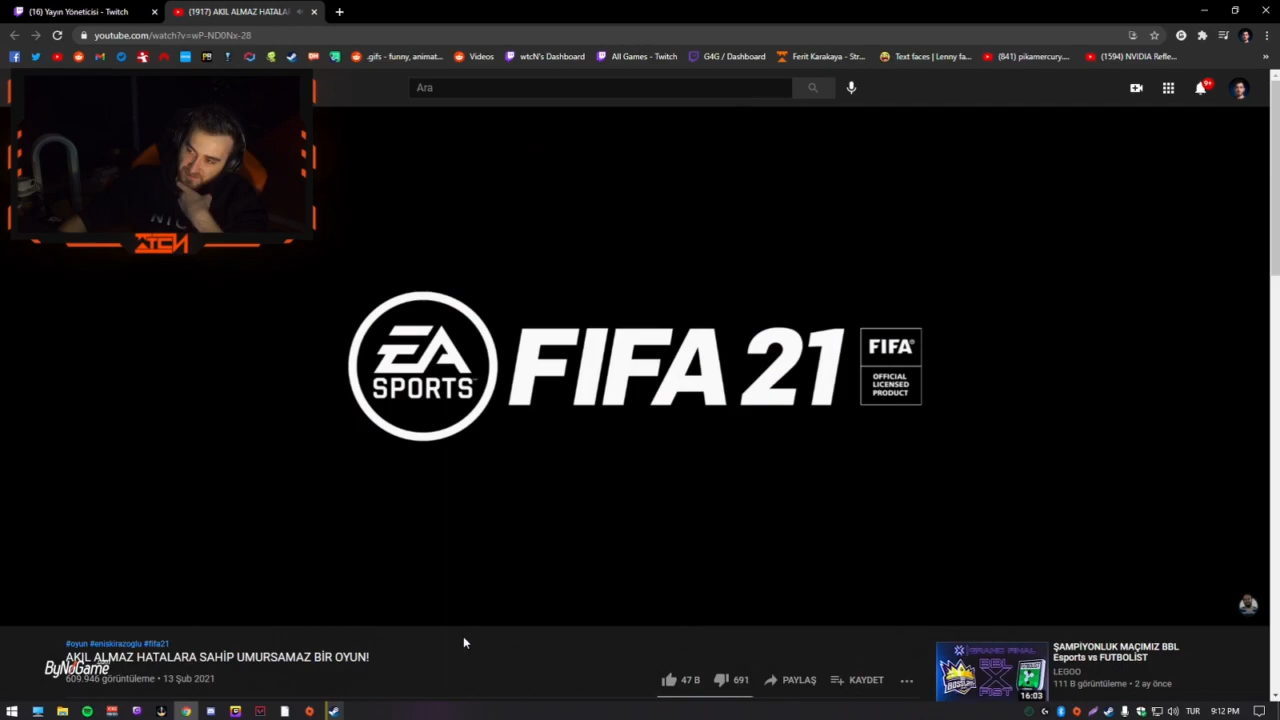 (16) Yayın Yöneticisi - Twitch
(1917) AKIL ALMAZ HATALA
youtube.com/watch?v=wP-ND0Nx-28
.gifs - funny, animat...
Videos
wtcN's Dashboard
All Games - Twitch
G4G / Dashboard
Ferit Karakaya - Str...
Text faces | Lenny fa...
(841) pikamercury....
(1594) NVIDIA Refle...
Ara
9+
WTCN
EA
SPORTS
FIFA 21
FIFA
OFFICIAL
LICENSED
PRODUCT
#oyun #eniskirazoglu #fifa21
AKIL ALMAZ HATALARA SAHİP UMURSAMAZ BİR OYUN!
ByNoGame
609.946 görüntüleme • 13 Şub 2021
47 B
691
PAYLAŞ
KAYDET
GRAND FINAL
16:03
ŞAMPİYONLUK MAÇIMIZ BBL
Esports vs FUTBOLİST
LEGOO
111 B görüntüleme • 2 ay önce
TUR
9:12 PM